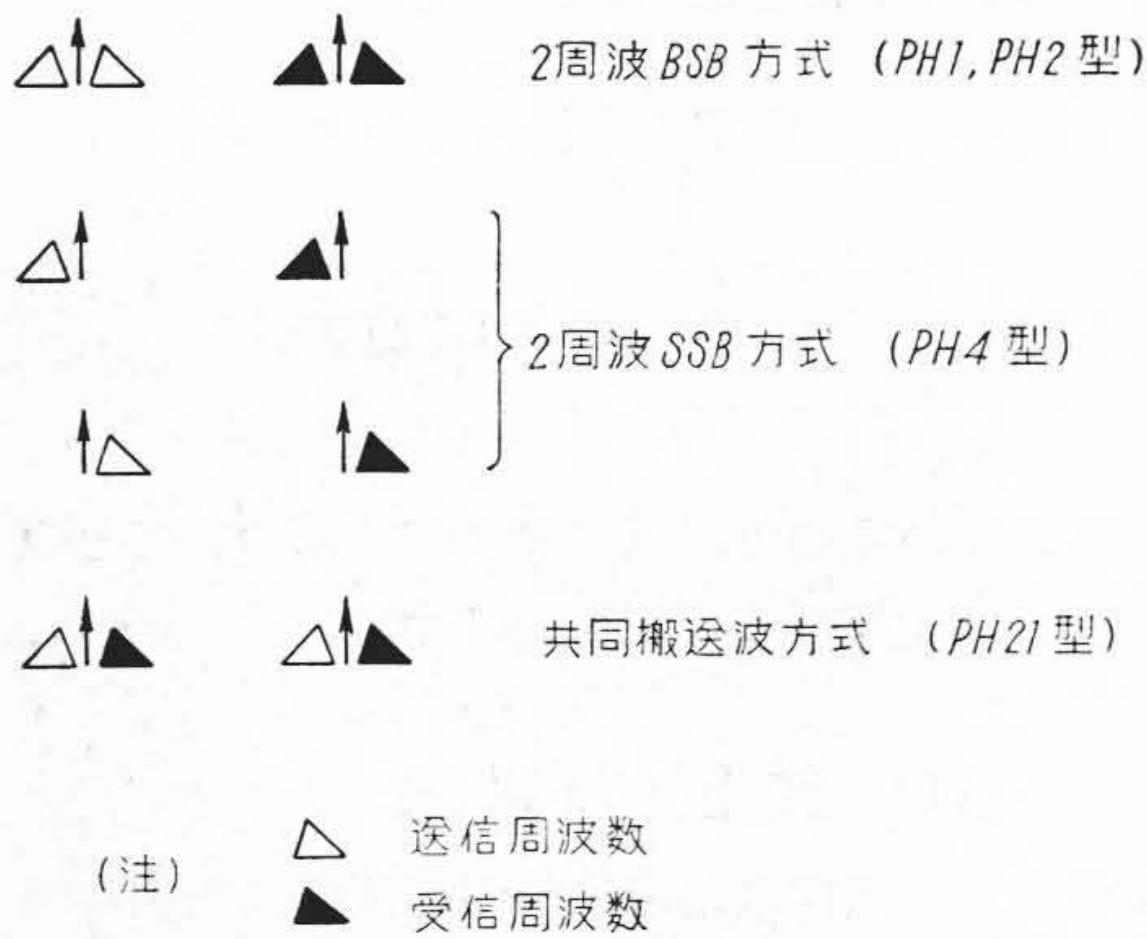 2周波BSB方式 (PH1, PH2型)
2周波SSB方式 (PH4型)
共同搬送波方式 (PH21型)
(注)
送信周波数
受信周波数